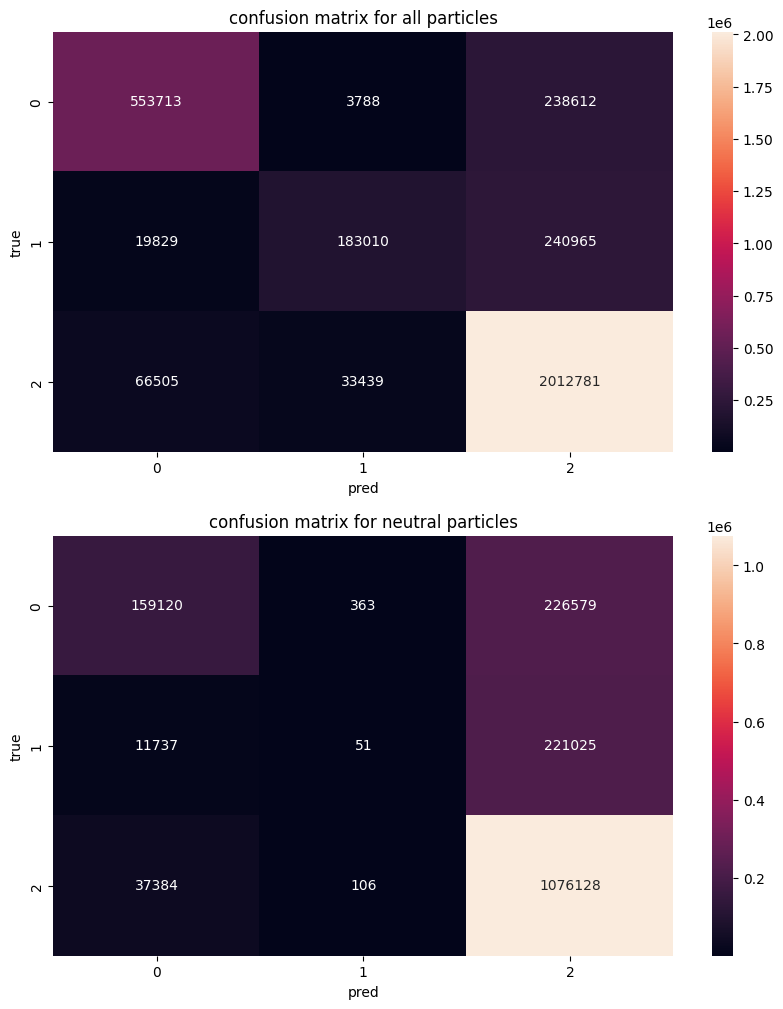 confusion matrix for all particles
1e6
2.00
1.75
1.50
1.25
1.00
0.75
0.50
0.25
true
0
553713 3788 238612
1
19829 183010 240965
2
66505 33439 2012781
0 1 2
pred
confusion matrix for neutral particles
1e6
1.0
0.8
0.6
0.4
0.2
true
0
159120 363 226579
1
11737 51 221025
2
37384 106 1076128
0 1 2
pred